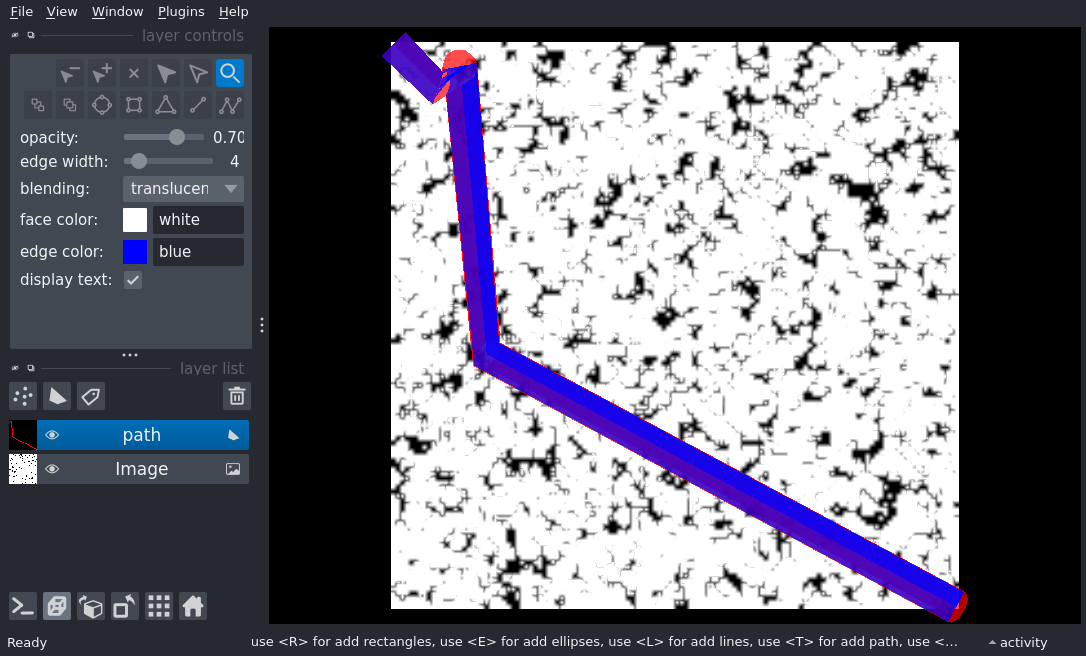 File View Window Plugins Help
layer controls
opacity: 0.70
edge width: 4
blending: translucen
face color: white
edge color: blue
display text:
layer list
path
Image
Ready use <R> for add rectangles, use <E> for add ellipses, use <L> for add lines, use <T> for add path, use <... activity